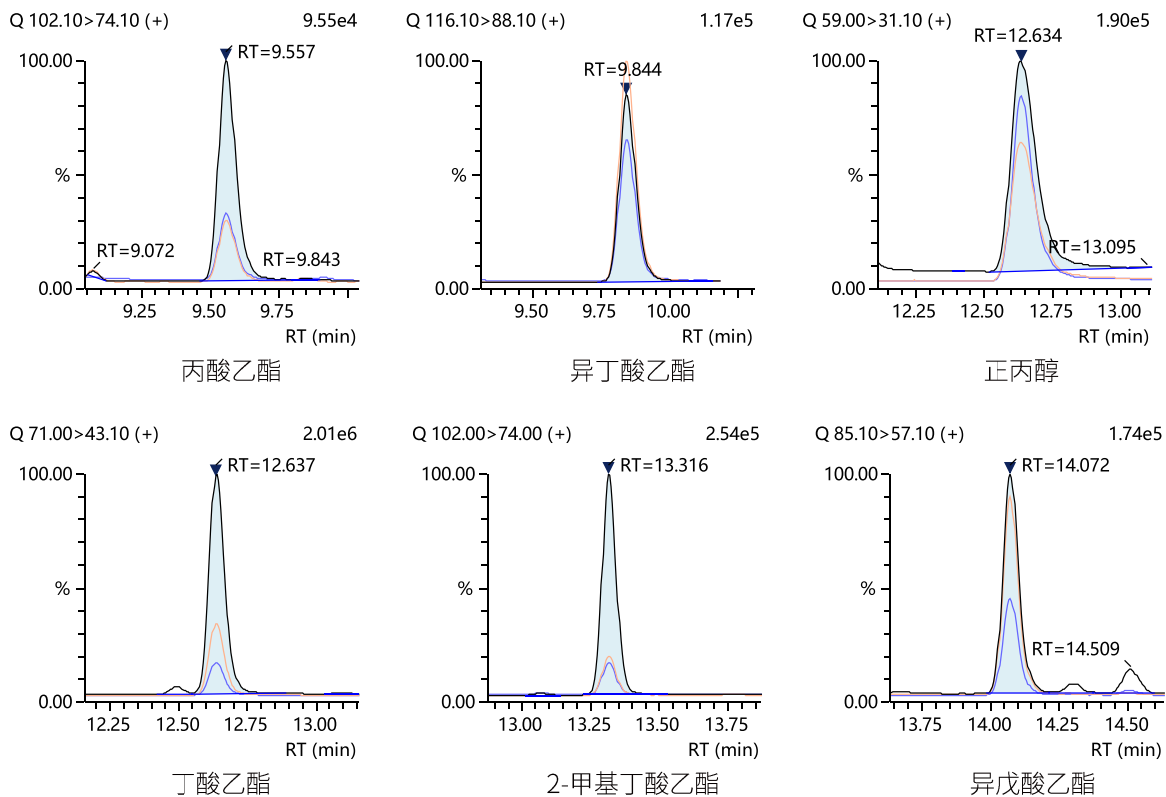 Q 102.10>74.10 (+) 9.55e4
RT=9.557
100.00
RT=9.072
RT=9.843
0.00
9.25 9.50 9.75
RT (min)
丙酸乙酯
Q 116.10>88.10 (+) 1.17e5
RT=9.844
100.00
%
0.00
9.50 9.75 10.00
RT (min)
异丁酸乙酯
Q 59.00>31.10 (+) 1.90e5
RT=12.634
100.00
%
RT=13.095
0.00
12.25 12.50 12.75 13.00
RT (min)
正丙醇
%
Q 71.00>43.10 (+) 2.01e6
RT=12.637
100.00
%
0.00
12.25 12.50 12.75 13.00
RT (min)
丁酸乙酯
Q 102.00>74.00 (+) 2.54e5
RT=13.316
100.00
%
0.00
13.00 13.25 13.50 13.75
RT (min)
2-甲基丁酸乙酯
Q 85.10>57.10 (+) 1.74e5
RT=14.072
100.00
%
RT=14.509
0.00
13.75 14.00 14.25 14.50
RT (min)
异戊酸乙酯